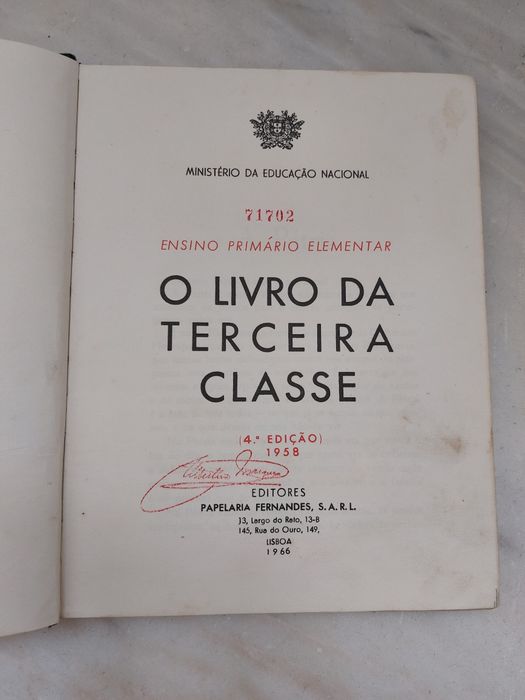 MINISTÉRIO DA EDUCAÇÃO NACIONAL
71702
ENSINO PRIMÁRIO ELEMENTAR
O LIVRO DA
TERCEIRA
CLASSE
(4.ª EDIÇÃO)
1958
EDITORES
PAPELARIA FERNANDES, S. A. R. L.
13, Largo do Rato, 13-B
145, Rua do Ouro, 149,
LISBOA
1966